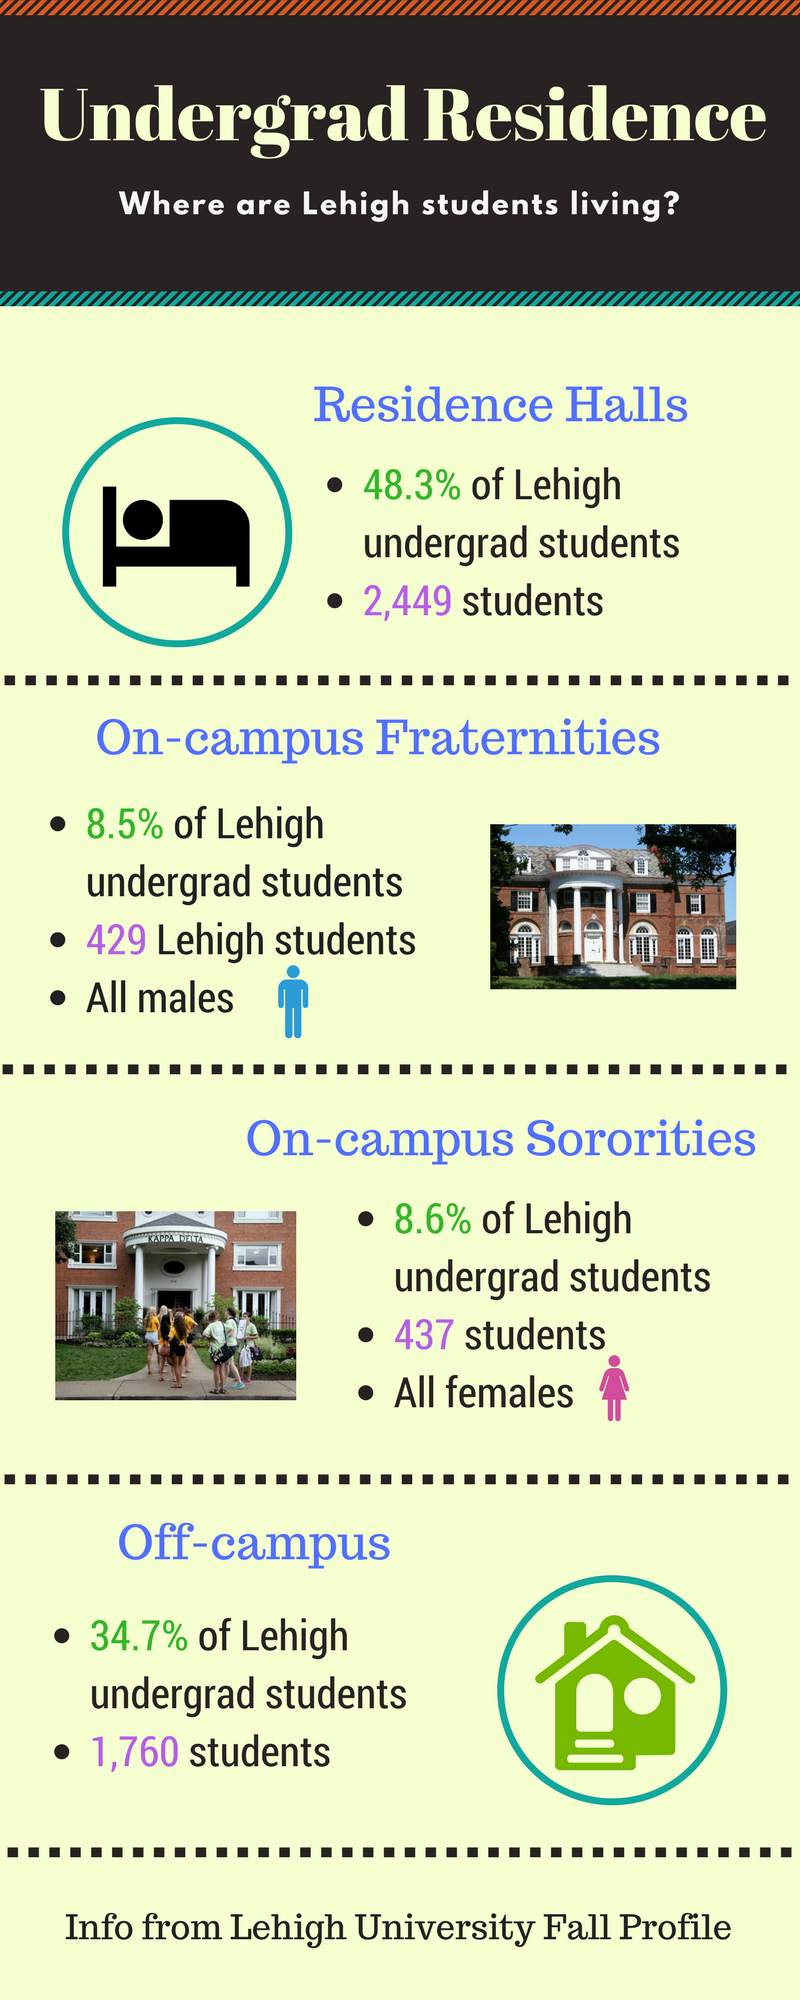 Undergrad Residence
Where are Lehigh students living?
Residence Halls
48.3% of Lehigh
undergrad students
2,449 students
On-campus Fraternities
8.5% of Lehigh
undergrad students
429 Lehigh students
All males
On-campus Sororities
KAPPA DELTA
8.6% of Lehigh
undergrad students
437 students
All females
Off-campus
34.7% of Lehigh
undergrad students
1,760 students
Info from Lehigh University Fall Profile